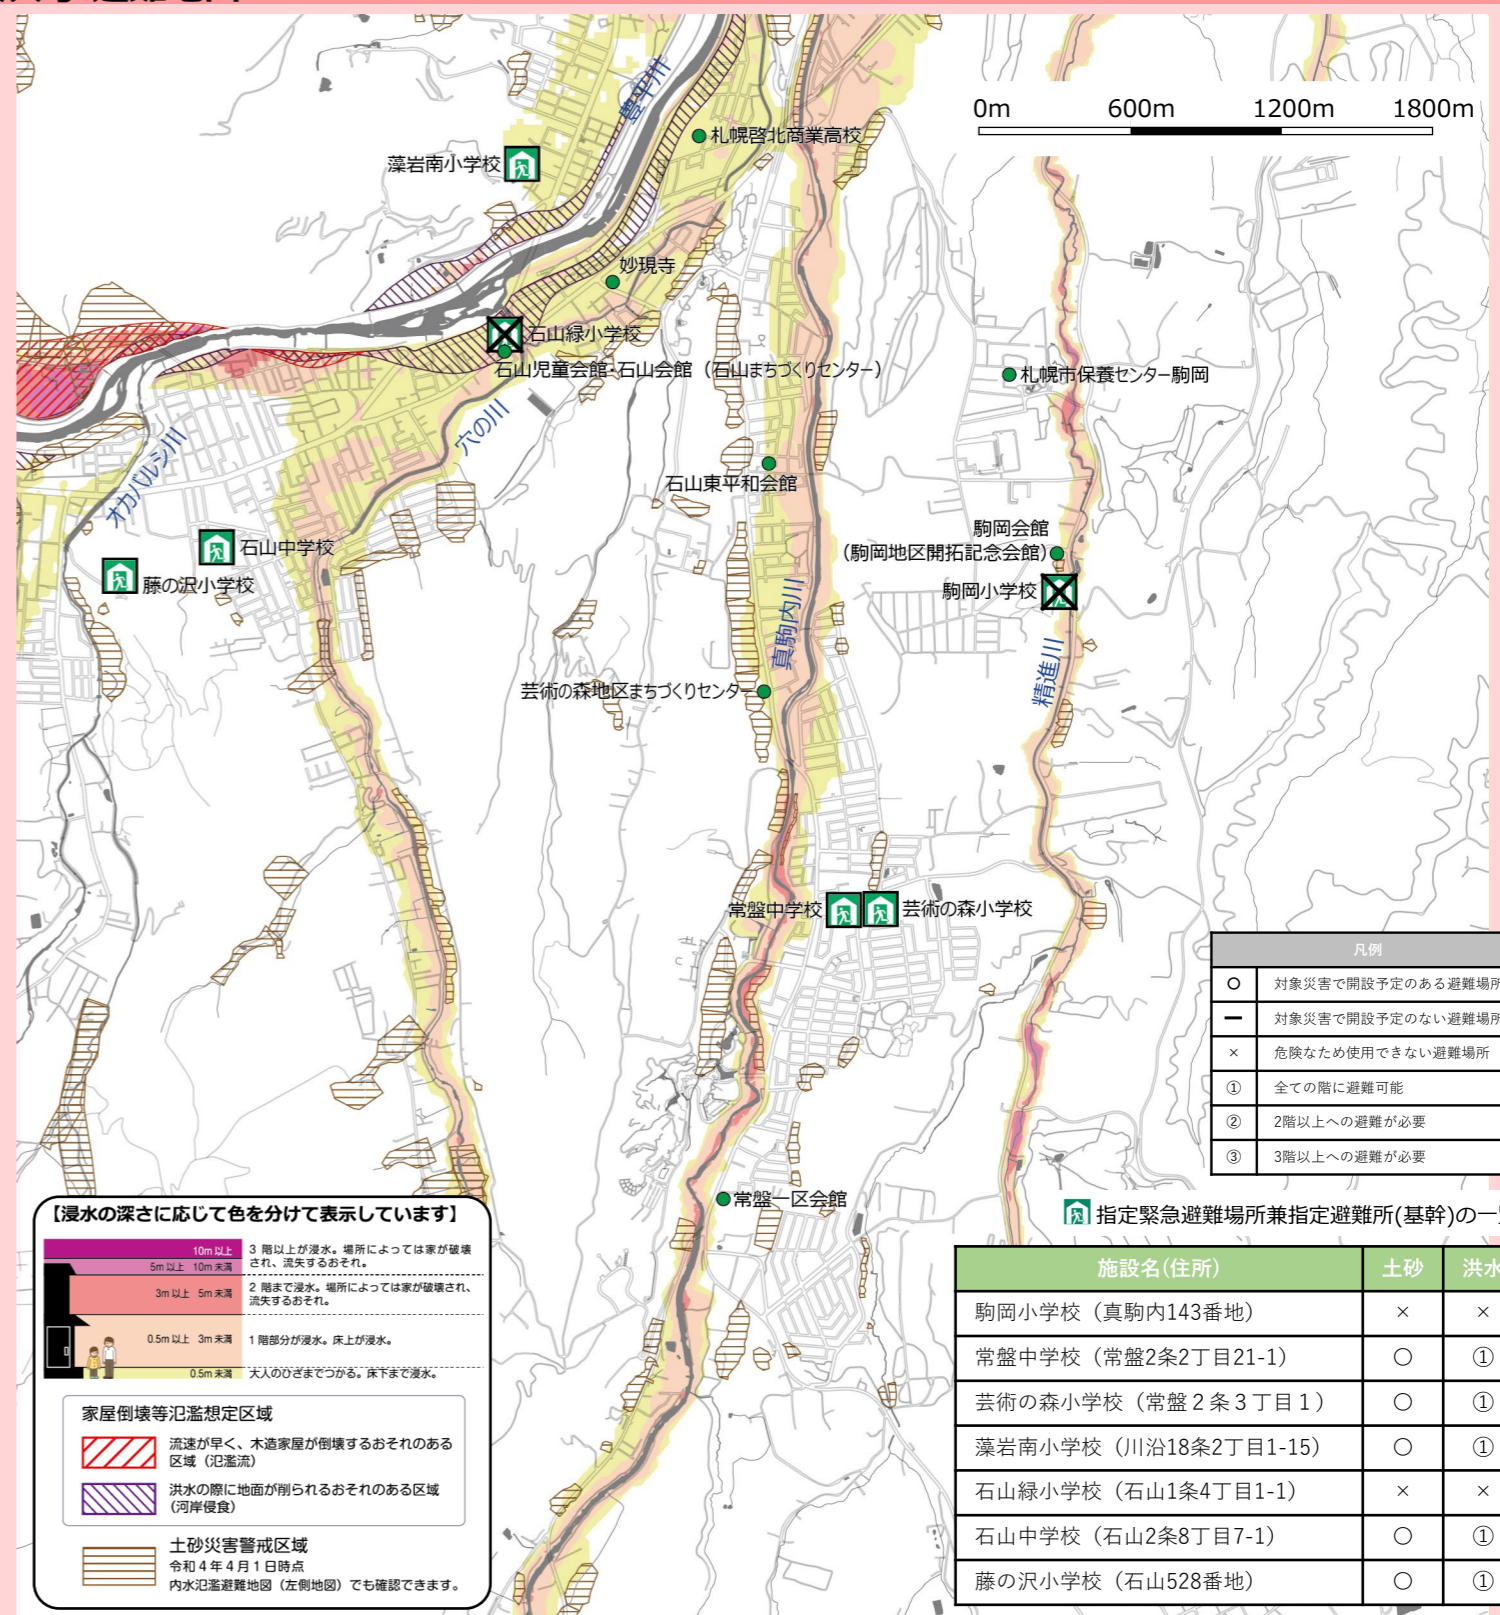 0m 600m 1200m 1800m
豊平川
札幌啓北商業高校
藻岩南小学校
妙現寺
石山緑小学校
石山児童会館・石山会館（石山まちづくりセンター）
札幌市保養センター駒岡
穴の川
オカバルシ川
石山東平和会館
石山中学校
藤の沢小学校
駒岡会館
（駒岡地区開拓記念会館）
駒岡小学校
真駒内川
精進川
芸術の森地区まちづくりセンター
常盤中学校
芸術の森小学校
常盤一区会館
凡例
○ 対象災害で開設予定のある避難場所
ー 対象災害で開設予定のない避難場所
× 危険なため使用できない避難場所
① 全ての階に避難可能
② 2階以上への避難が必要
③ 3階以上への避難が必要
【浸水の深さに応じて色を分けて表示しています】
10m 以上
5m 以上 10m 未満
3 階以上が浸水。場所によっては家が破壊
され、流失するおそれ。
3m 以上 5m 未満
2 階まで浸水。場所によっては家が破壊され、
流失するおそれ。
0.5m 以上 3m 未満
1 階部分が浸水。床上が浸水。
0.5m 未満
大人のひざまでつかる。床下まで浸水。
家屋倒壊等氾濫想定区域
流速が早く、木造家屋が倒壊するおそれのある
区域（氾濫流）
洪水の際に地面が削られるおそれのある区域
（河岸侵食）
土砂災害警戒区域
令和４年４月１日時点
内水氾濫避難地図（左側地図）でも確認できます。
指定緊急避難場所兼指定避難所(基幹)の一
施設名(住所) 土砂 洪水
駒岡小学校（真駒内143番地） × ×
常盤中学校（常盤2条2丁目21-1） ○ ①
芸術の森小学校（常盤２条３丁目１） ○ ①
藻岩南小学校（川沿18条2丁目1-15） ○ ①
石山緑小学校（石山1条4丁目1-1） × ×
石山中学校（石山2条8丁目7-1） ○ ①
藤の沢小学校（石山528番地） ○ ①